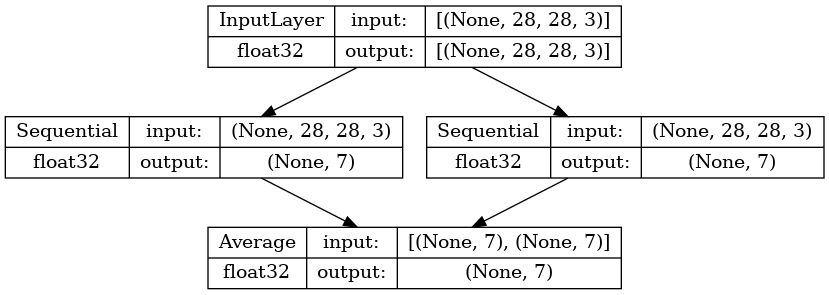 InputLayer input: [(None, 28, 28, 3)]
float32 output: [(None, 28, 28, 3)]
Sequential input: (None, 28, 28, 3)
float32 output: (None, 7)
Sequential input: (None, 28, 28, 3)
float32 output: (None, 7)
Average input: [(None, 7), (None, 7)]
float32 output: (None, 7)